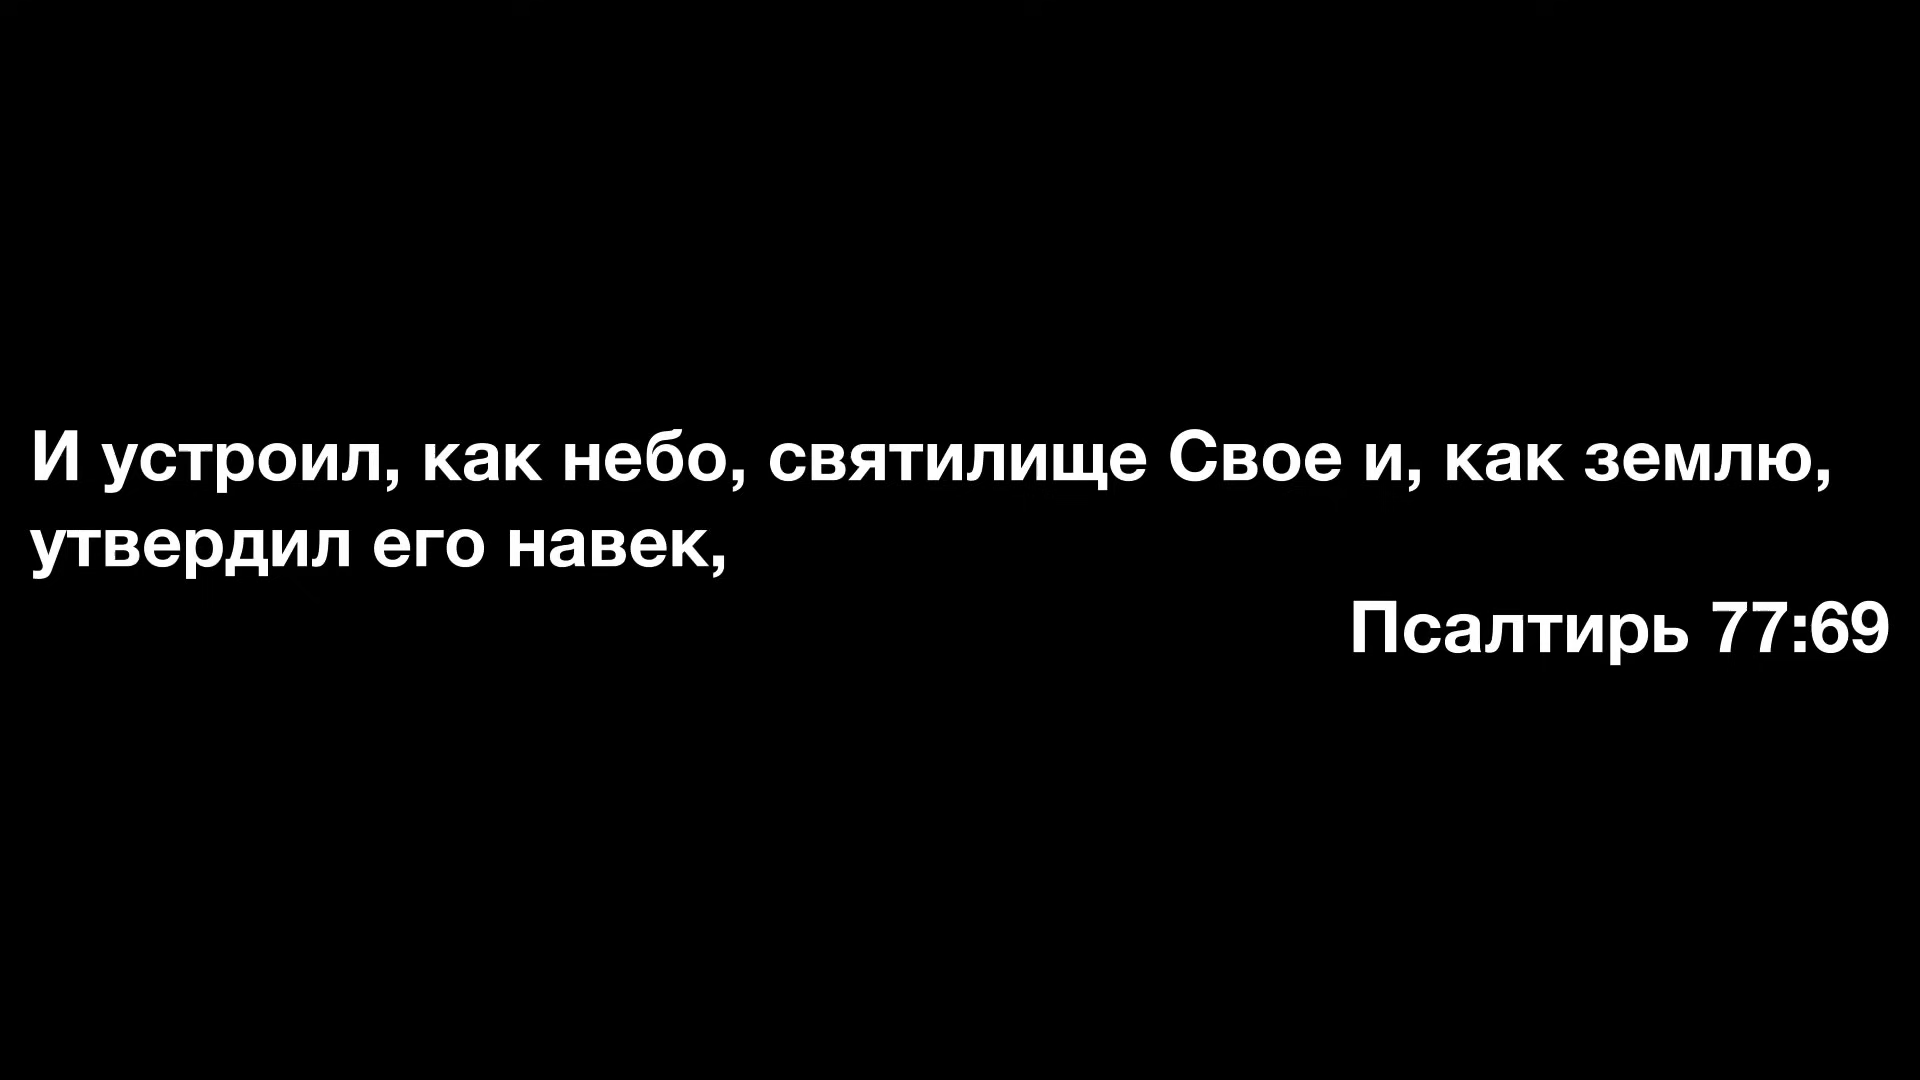 И устроил, как небо, святилище Свое и, как землю,
утвердил его навек,
Псалтирь 77:69